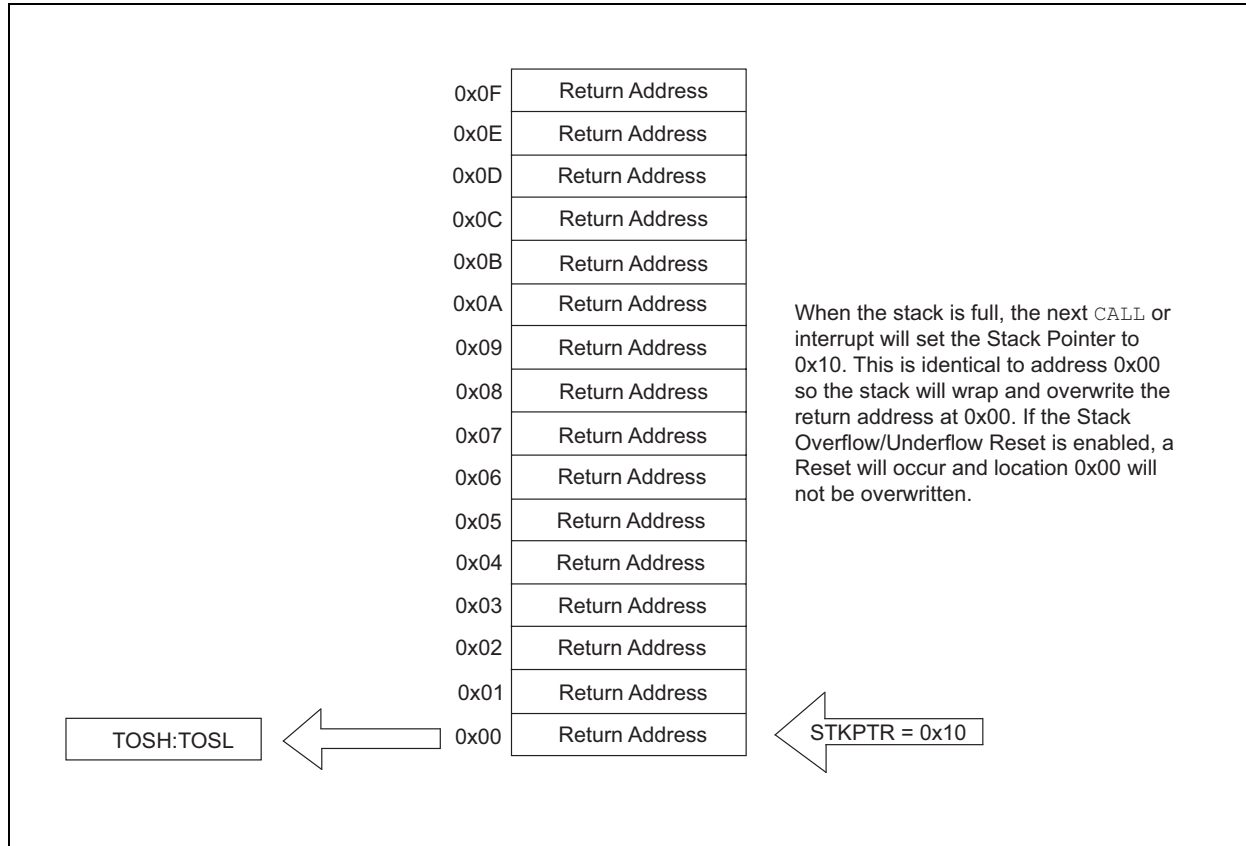 0x0F Return Address
0x0E Return Address
0x0D Return Address
0x0C Return Address
0x0B Return Address
0x0A Return Address
0x09 Return Address
0x08 Return Address
0x07 Return Address
0x06 Return Address
0x05 Return Address
0x04 Return Address
0x03 Return Address
0x02 Return Address
0x01 Return Address
TOSH:TOSL 0x00 Return Address STKPTR = 0x10
When the stack is full, the next CALL or
interrupt will set the Stack Pointer to
0x10. This is identical to address 0x00
so the stack will wrap and overwrite the
return address at 0x00. If the Stack
Overflow/Underflow Reset is enabled, a
Reset will occur and location 0x00 will
not be overwritten.